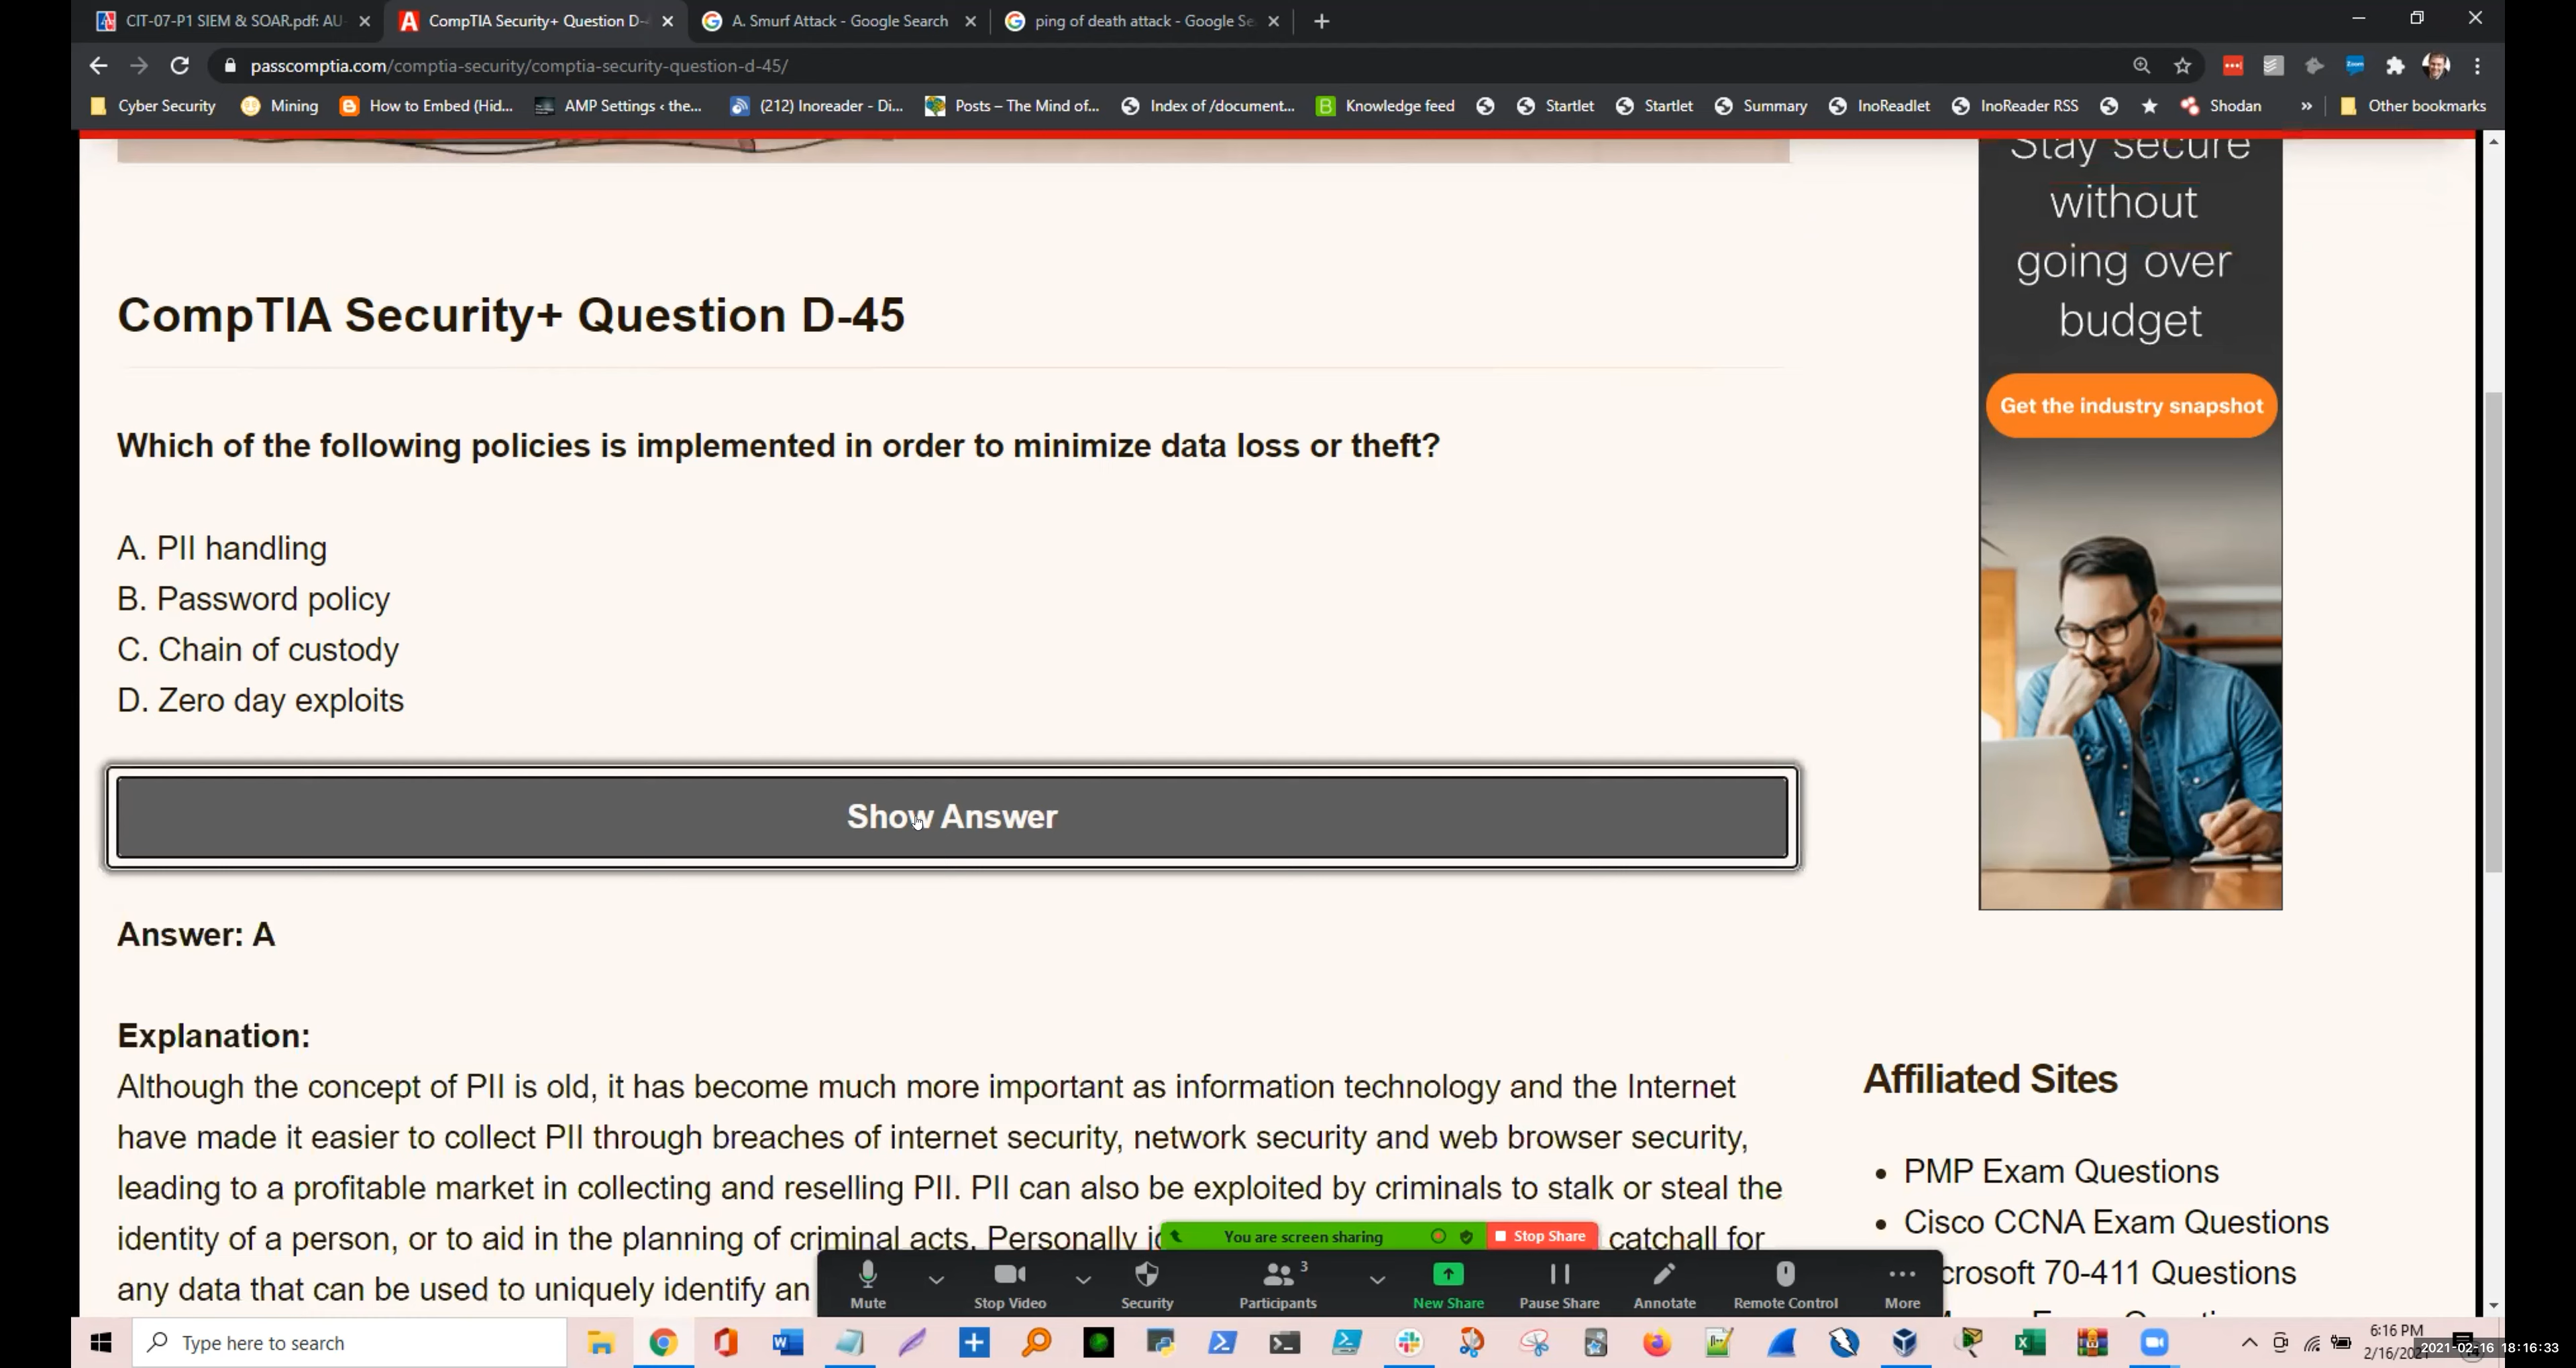 CIT-07-P1 SIEM & SOAR.pdf: AU-
CompTIA Security+ Question D-4
A. Smurf Attack - Google Search
ping of death attack - Google Se
passcomptia.com/comptia-security/comptia-security-question-d-45/
Cyber Security
Mining
How to Embed (Hid...
AMP Settings ‹ the...
(212) Inoreader - Di...
Posts – The Mind of...
Index of /document...
Knowledge feed
Startlet
Startlet
Summary
InoReadlet
InoReader RSS
Shodan
»
Other bookmarks
Stay secure
without
going over
budget
Get the industry snapshot
CompTIA Security+ Question D-45
Which of the following policies is implemented in order to minimize data loss or theft?
A. PII handling
B. Password policy
C. Chain of custody
D. Zero day exploits
Show Answer
Answer: A
Explanation:
Although the concept of PII is old, it has become much more important as information technology and the Internet
have made it easier to collect PII through breaches of internet security, network security and web browser security,
leading to a profitable market in collecting and reselling PII. PII can also be exploited by criminals to stalk or steal the
identity of a person, or to aid in the planning of criminal acts. Personally catchall for
any data that can be used to uniquely identify an
Affiliated Sites
• PMP Exam Questions
• Cisco CCNA Exam Questions
crosoft 70-411 Questions
You are screen sharing
Stop Share
Mute
Stop Video
Security
3
Participants
New Share
Pause Share
Annotate
Remote Control
More
Type here to search
6:16 PM
2/16/202
2021-02-16 18:16:33